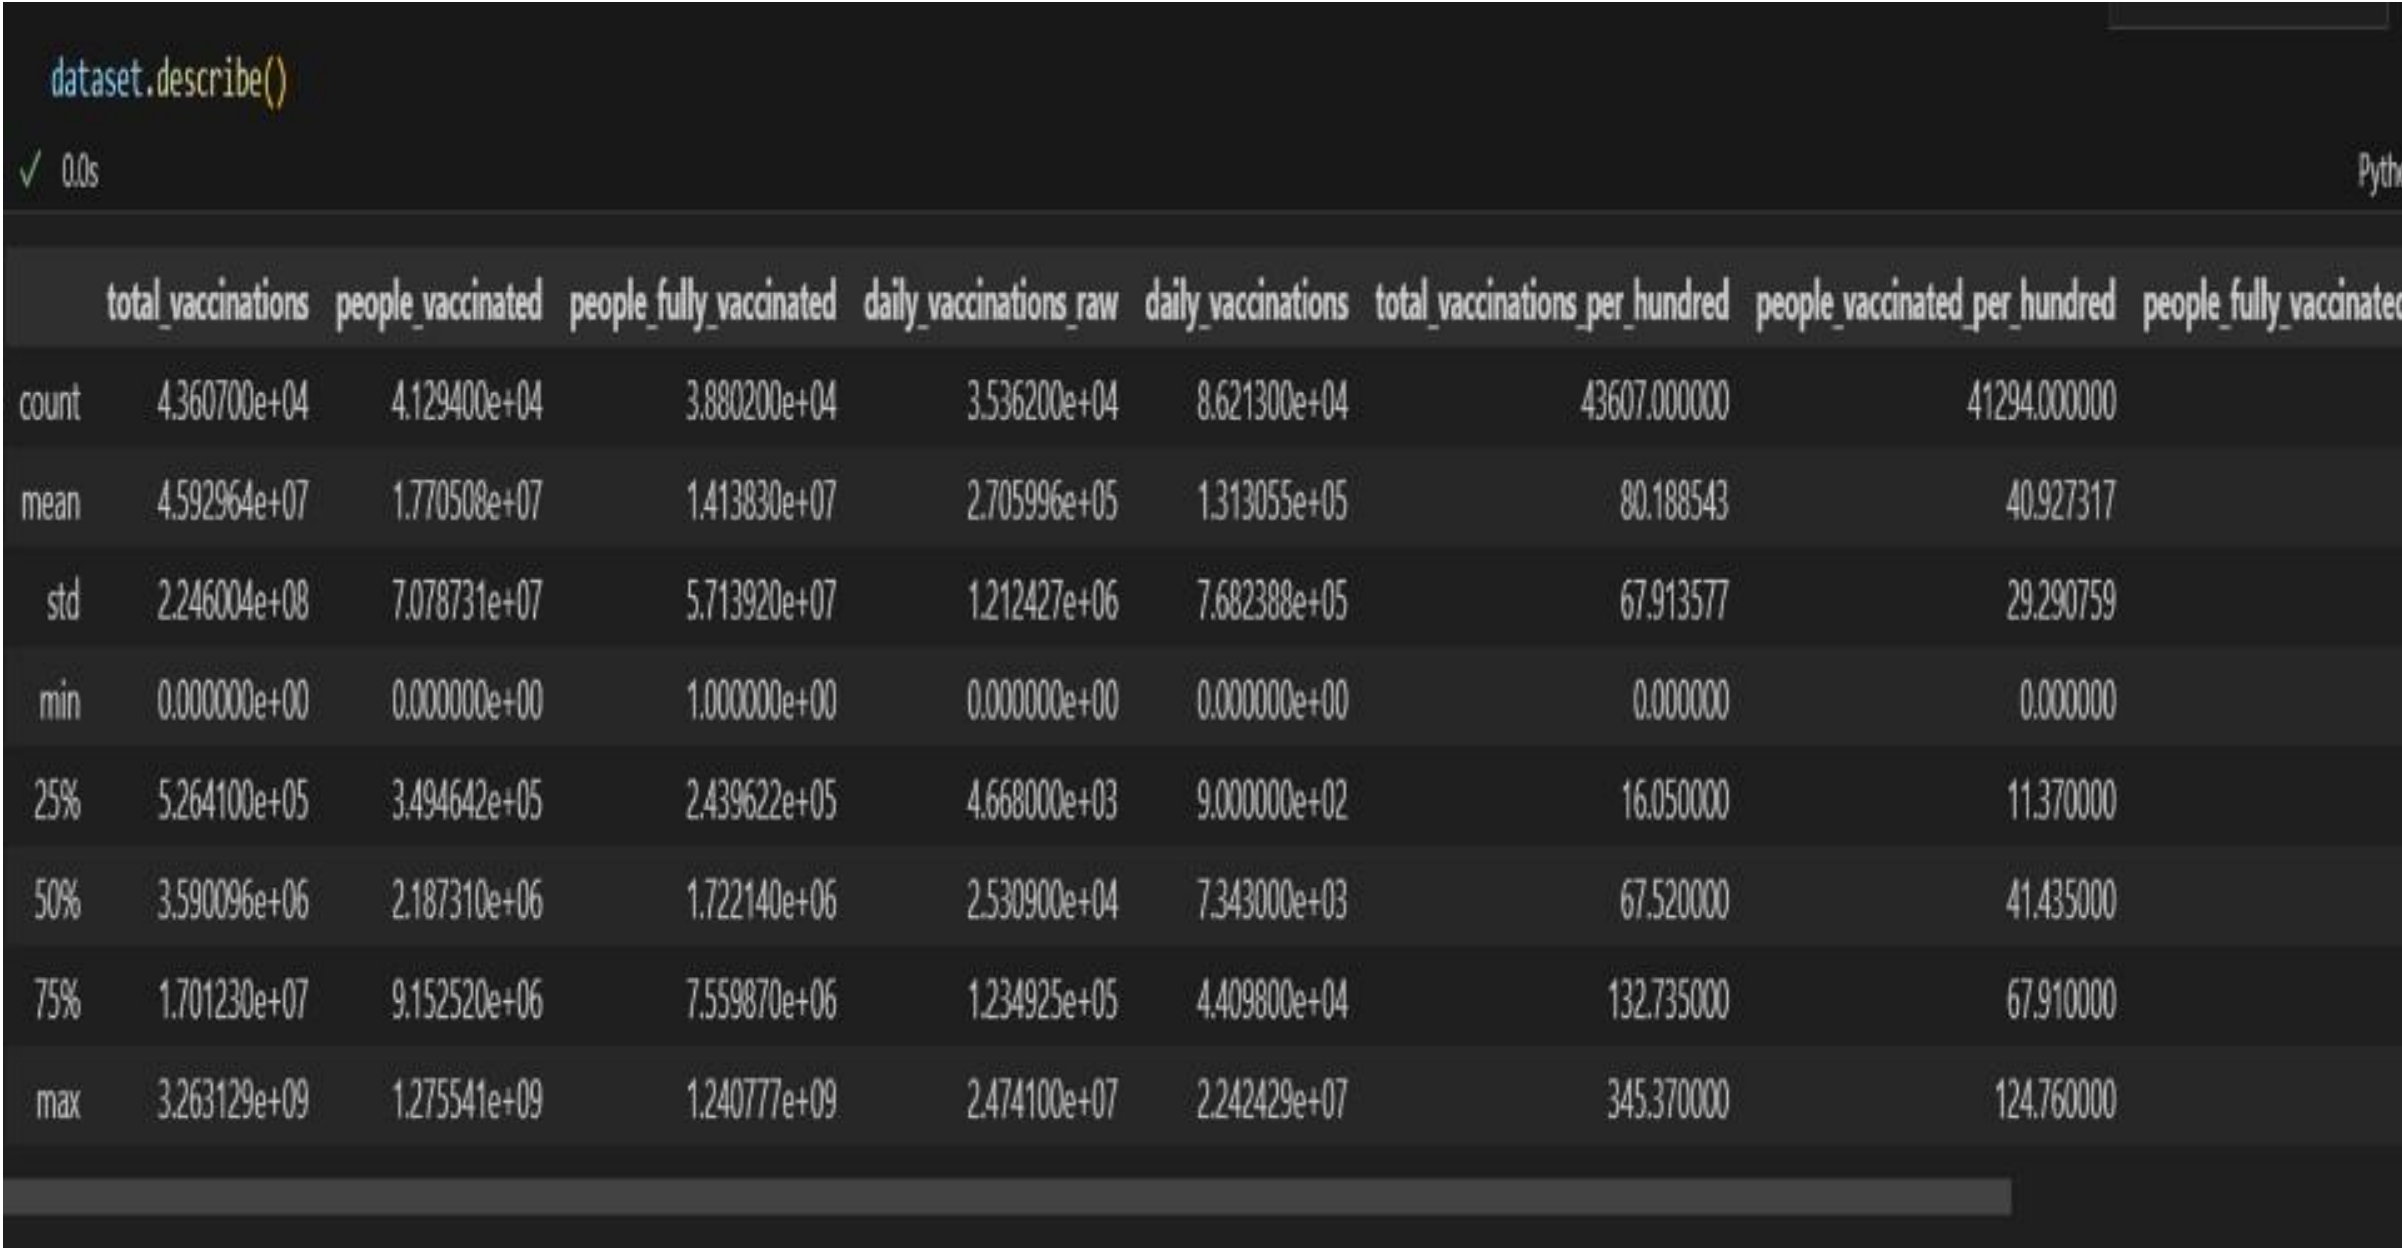 dataset.describe()
✓ 0.0s Pyth
total_vaccinations people_vaccinated people_fully_vaccinated daily_vaccinations_raw daily_vaccinations total_vaccinations_per_hundred people_vaccinated_per_hundred people_fully_vaccinated
count 4.360700e+04 4.129400e+04 3.880200e+04 3.536200e+04 8.621300e+04 43607.000000 41294.000000
mean 4.592964e+07 1.770508e+07 1.413830e+07 2.705996e+05 1.313055e+05 80.188543 40.927317
std 2.246004e+08 7.078731e+07 5.713920e+07 1.212427e+06 7.682388e+05 67.913577 29.290759
min 0.000000e+00 0.000000e+00 1.000000e+00 0.000000e+00 0.000000e+00 0.000000 0.000000
25% 5.264100e+05 3.494642e+05 2.439622e+05 4.668000e+03 9.000000e+02 16.050000 11.370000
50% 3.590096e+06 2.187310e+06 1.722140e+06 2.530900e+04 7.343000e+03 67.520000 41.435000
75% 1.701230e+07 9.152520e+06 7.559870e+06 1.234925e+05 4.409800e+04 132.735000 67.910000
max 3.263129e+09 1.275541e+09 1.240777e+09 2.474100e+07 2.242429e+07 345.370000 124.760000